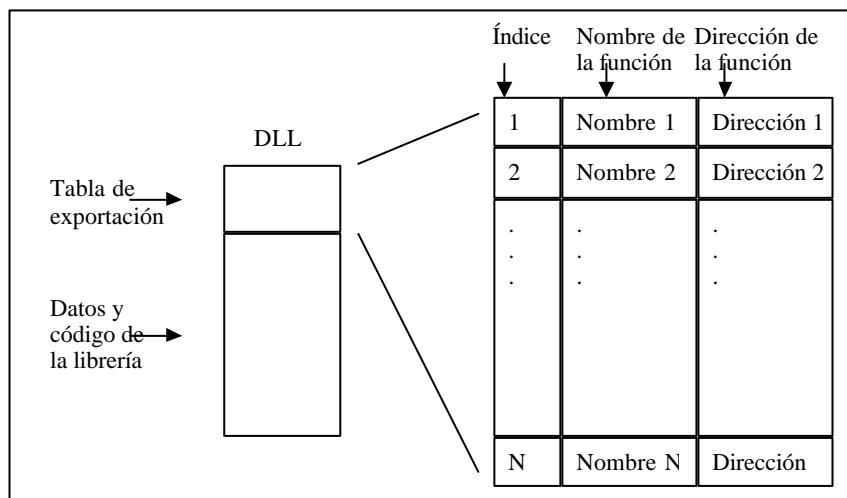 Índice
Nombre de
la función
Dirección de
la función
DLL
Tabla de
exportación
Datos y
código de
la librería
1 Nombre 1 Dirección 1
2 Nombre 2 Dirección 2
. . .
. . .
. . .
N Nombre N Dirección